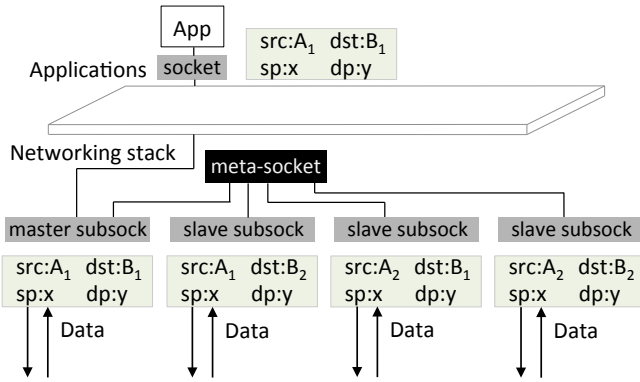 App
src:A₁ dst:B₁
Applications socket sp:x dp:y
Networking stack
meta-socket
master subsock slave subsock slave subsock slave subsock
src:A₁ dst:B₁ src:A₁ dst:B₂ src:A₂ dst:B₁ src:A₂ dst:B₂
sp:x dp:y sp:x dp:y sp:x dp:y sp:x dp:y
Data Data Data Data